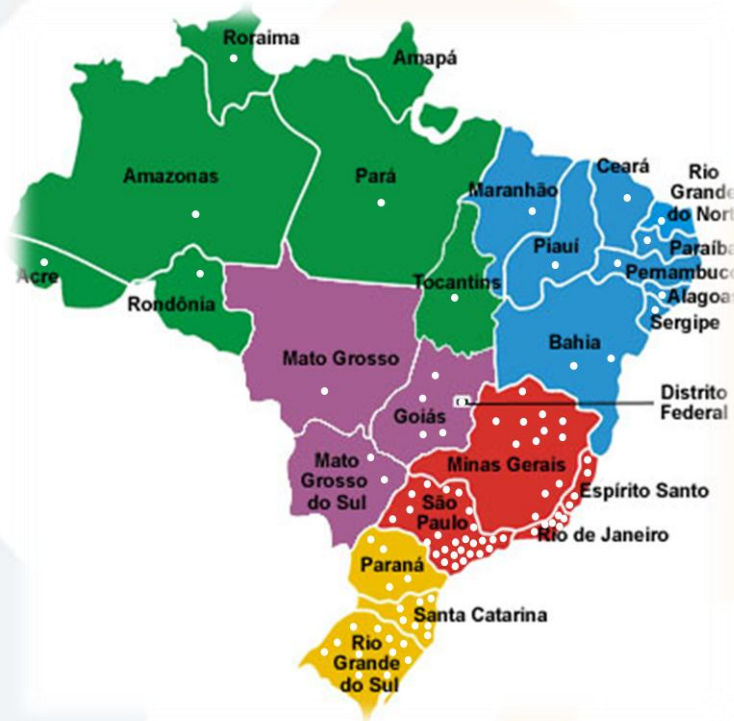 Roraima
Amapá
Amazonas
Pará
Maranhão
Ceará
Rio
Grande
do Nort
Piauí
Paraíba
Pernambuco
Alagoas
Sergipe
Acre
Rondônia
Tocantins
Bahia
Mato Grosso
Goiás
Distrito
Federal
Mato
Grosso
do Sul
Minas Gerais
Espírito Santo
São
Paulo
Rio de Janeiro
Paraná
Santa Catarina
Rio
Grande
do Sul